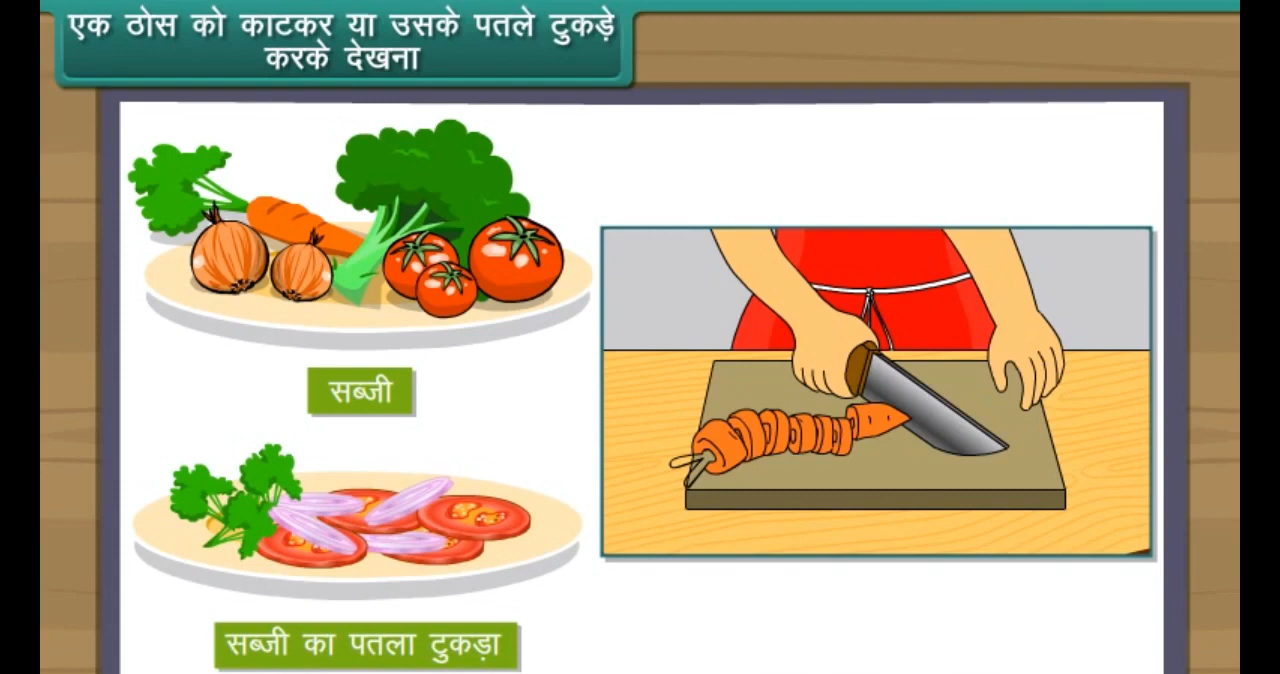 एक ठोस को काटकर या उसके पतले टुकड़े
करके देखना
सब्जी
सब्जी का पतला टुकड़ा